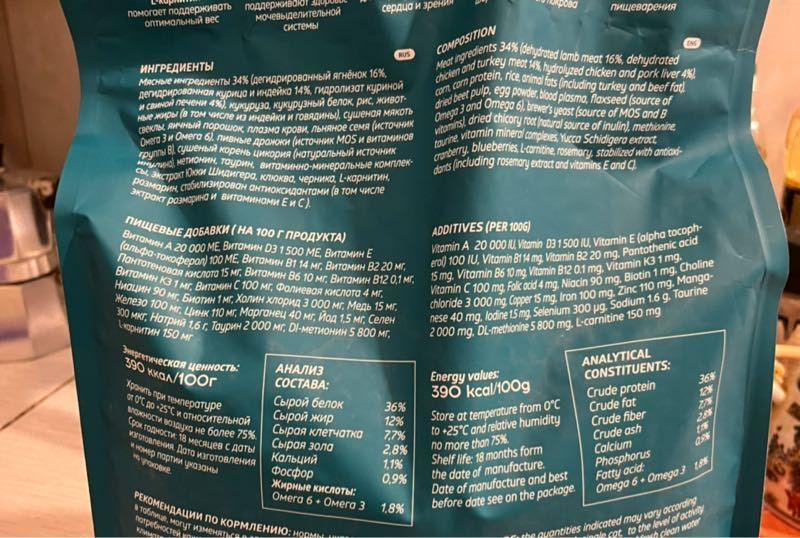 помогает поддерживать
оптимальный вес
поддерживают
мочевыделительной
системы
сердца и зрения
пищеварения
RUS
ИНГРЕДИЕНТЫ
Мясные ингредиенты 34% (дегидрированный ягнёнок 16%,
дегидрированная курица и индейка 14%, гидролизат куриной
и свиной печени 4%), кукуруза, кукурузный белок, рис, живот-
ные жиры (в том числе из индейки и говядины), сушеная мякоть
свеклы, яичный порошок, плазма крови, льняное семя (источник
Омега 3 и Омега 6), пивные дрожжи (источник МОS и витаминов
группы В), сушеный корень цикория (натуральный источник
инулина), метионин, таурин, витаминно-минеральные комплек-
сы, экстракт Юкки Шидигера, клюква, черника, L-карнитин,
розмарин, стабилизирован антиоксидантами (в том числе
экстракт розмарина и витаминами Е и С).
ПИЩЕВЫЕ ДОБАВКИ ( НА 100 Г ПРОДУКТА)
Витамин А 20 000 МЕ, Витамин D3 1 500 МЕ, Витамин Е
(альфа-токоферол) 100 МЕ, Витамин В1 14 мг, Витамин В2 20 мг,
Пантотеновая кислота 15 мг, Витамин В6 10 мг, Витамин В12 0,1 мг,
Витамин К3 1 мг, Витамин С 100 мг, Фолиевая кислота 4 мг,
Ниацин 90 мг, Биотин 1 мг, Холин хлорид 3 000 мг, Медь 15 мг,
Железо 100 мг, Цинк 110 мг, Марганец 40 мг, Йод 1,5 мг, Селен
300 мкг, Натрий 1,6 г, Таурин 2 000 мг, Dl-метионин 5 800 мг,
L-карнитин 150 мг
Энергетическая ценность:
390 ккал/100г
Хранить при температуре
от 0°С до +25°С и относительной
влажности воздуха не более 75%.
Срок годности: 18 месяцев с даты
изготовления. Дата изготовления
и номер партии указаны
на упаковке.
АНАЛИЗ
СОСТАВА:
Сырой белок 36%
Сырой жир 12%
Сырая клетчатка 7,7%
Сырая зола 2,8%
Кальций 1,1%
Фосфор 0,9%
Жирные кислоты:
Омега 6 + Омега 3 1,8%
РЕКОМЕНДАЦИИ ПО КОРМЛЕНИЮ: нормы,
в таблице, могут изменяться в
ENG
COMPOSITION
Meat ingredients 34% (dehydrated lamb meat 16%, dehydrated
chicken and turkey meat 14%, hydrolyzed chicken and pork liver 4%),
corn, corn protein, rice, animal fats (including turkey and beef fat),
dried beet pulp, egg powder, blood plasma, flaxseed (source of
Omega 3 and Omega 6), brewer's yeast (source of MOS and B
vitamins), dried chicory root (natural source of inulin), methionine,
taurine, vitamin mineral complexes, Yucca Schidigera extract,
cranberry, blueberries, L-carnitine, rosemary, stabilized with antioxi-
dants (including rosemary extract and vitamins E and C).
ADDITIVES (PER 100G)
Vitamin A 20 000 IU, Vitamin D3 1 500 IU, Vitamin E (alpha tocoph-
erol) 100 IU, Vitamin B1 14 mg, Vitamin B2 20 mg, Pantothenic acid
15 mg, Vitamin B6 10 mg, Vitamin B12 0.1 mg, Vitamin K3 1 mg,
Vitamin C 100 mg, Folic acid 4 mg, Niacin 90 mg, Biotin 1 mg, Choline
chloride 3 000 mg, Copper 15 mg, Iron 100 mg, Zinc 110 mg, Manga-
nese 40 mg, Iodine 1.5 mg, Selenium 300 µg, Sodium 1.6 g, Taurine
2 000 mg, DL-methionine 5 800 mg, L-carnitine 150 mg
Energy values:
390 kcal/100g
Store at temperature from 0°C
to +25°C and relative humidity
no more than 75%.
Shelf life: 18 months form
the date of manufacture.
Date of manufacture and best
before date see on the package.
ANALYTICAL
CONSTITUENTS:
Crude protein 36%
Crude fat 12%
Crude fiber 7,7%
Crude ash 2,8%
Calcium 1,1%
Phosphorus 0,9%
Fatty acid:
Omega 6 + Omega 3 1,8%
the quantities indicated may vary according
cat, to the level of activity
fresh clean water